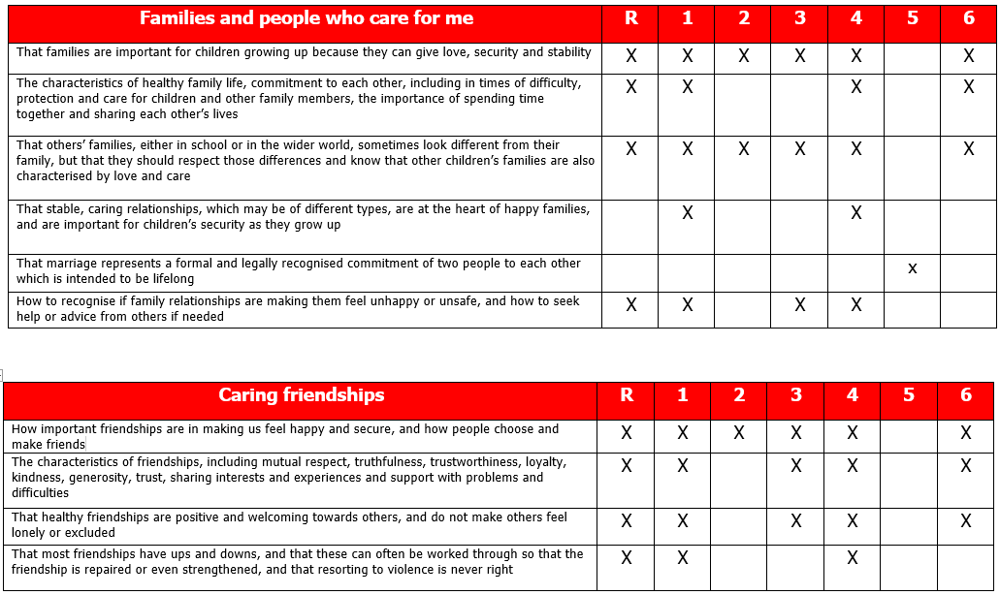 Families and people who care for me R 1 2 3 4 5 6
That families are important for children growing up because they can give love, security and stability X X X X X X
The characteristics of healthy family life, commitment to each other, including in times of difficulty,
protection and care for children and other family members, the importance of spending time
together and sharing each other’s lives
X X X X
That others’ families, either in school or in the wider world, sometimes look different from their
family, but that they should respect those differences and know that other children’s families are also
characterised by love and care
X X X X X X
That stable, caring relationships, which may be of different types, are at the heart of happy families,
and are important for children’s security as they grow up
X X
That marriage represents a formal and legally recognised commitment of two people to each other
which is intended to be lifelong
x
How to recognise if family relationships are making them feel unhappy or unsafe, and how to seek
help or advice from others if needed
X X X X
Caring friendships R 1 2 3 4 5 6
How important friendships are in making us feel happy and secure, and how people choose and
make friends
X X X X X X
The characteristics of friendships, including mutual respect, truthfulness, trustworthiness, loyalty,
kindness, generosity, trust, sharing interests and experiences and support with problems and
difficulties
X X X X X
That healthy friendships are positive and welcoming towards others, and do not make others feel
lonely or excluded
X X X X X
That most friendships have ups and downs, and that these can often be worked through so that the
friendship is repaired or even strengthened, and that resorting to violence is never right
X X X